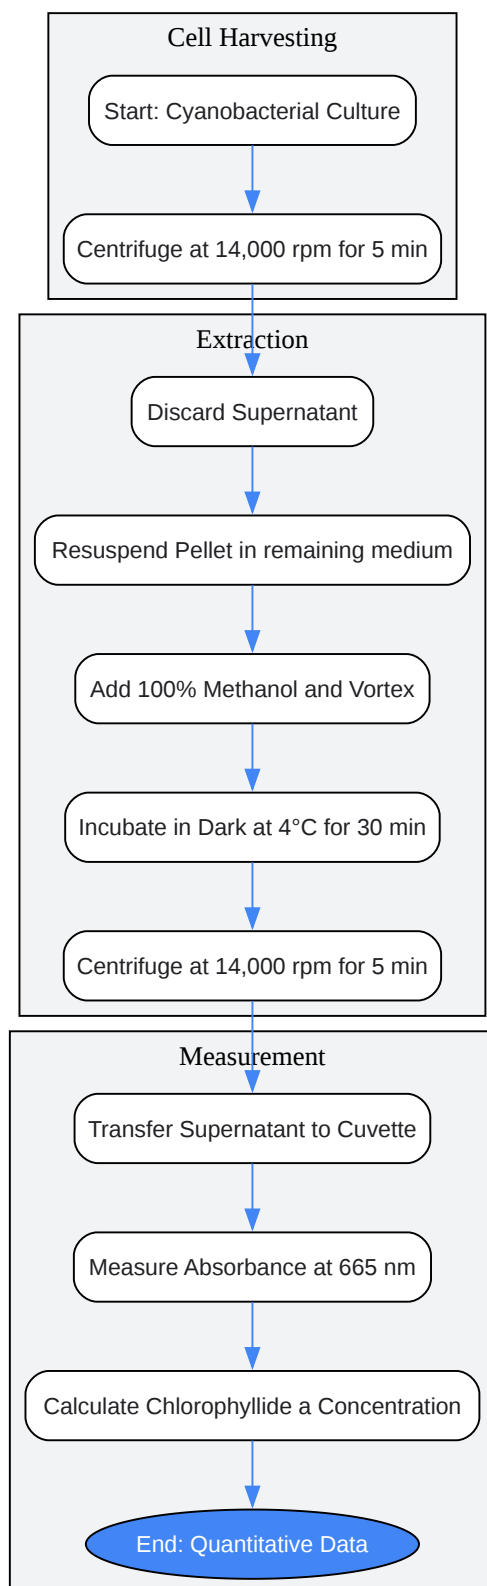 Cell Harvesting
Start: Cyanobacterial Culture
Centrifuge at 14,000 rpm for 5 min
Extraction
Discard Supernatant
Resuspend Pellet in remaining medium
Add 100% Methanol and Vortex
Incubate in Dark at 4°C for 30 min
Centrifuge at 14,000 rpm for 5 min
Measurement
Transfer Supernatant to Cuvette
Measure Absorbance at 665 nm
Calculate Chlorophyllide a Concentration
End: Quantitative Data